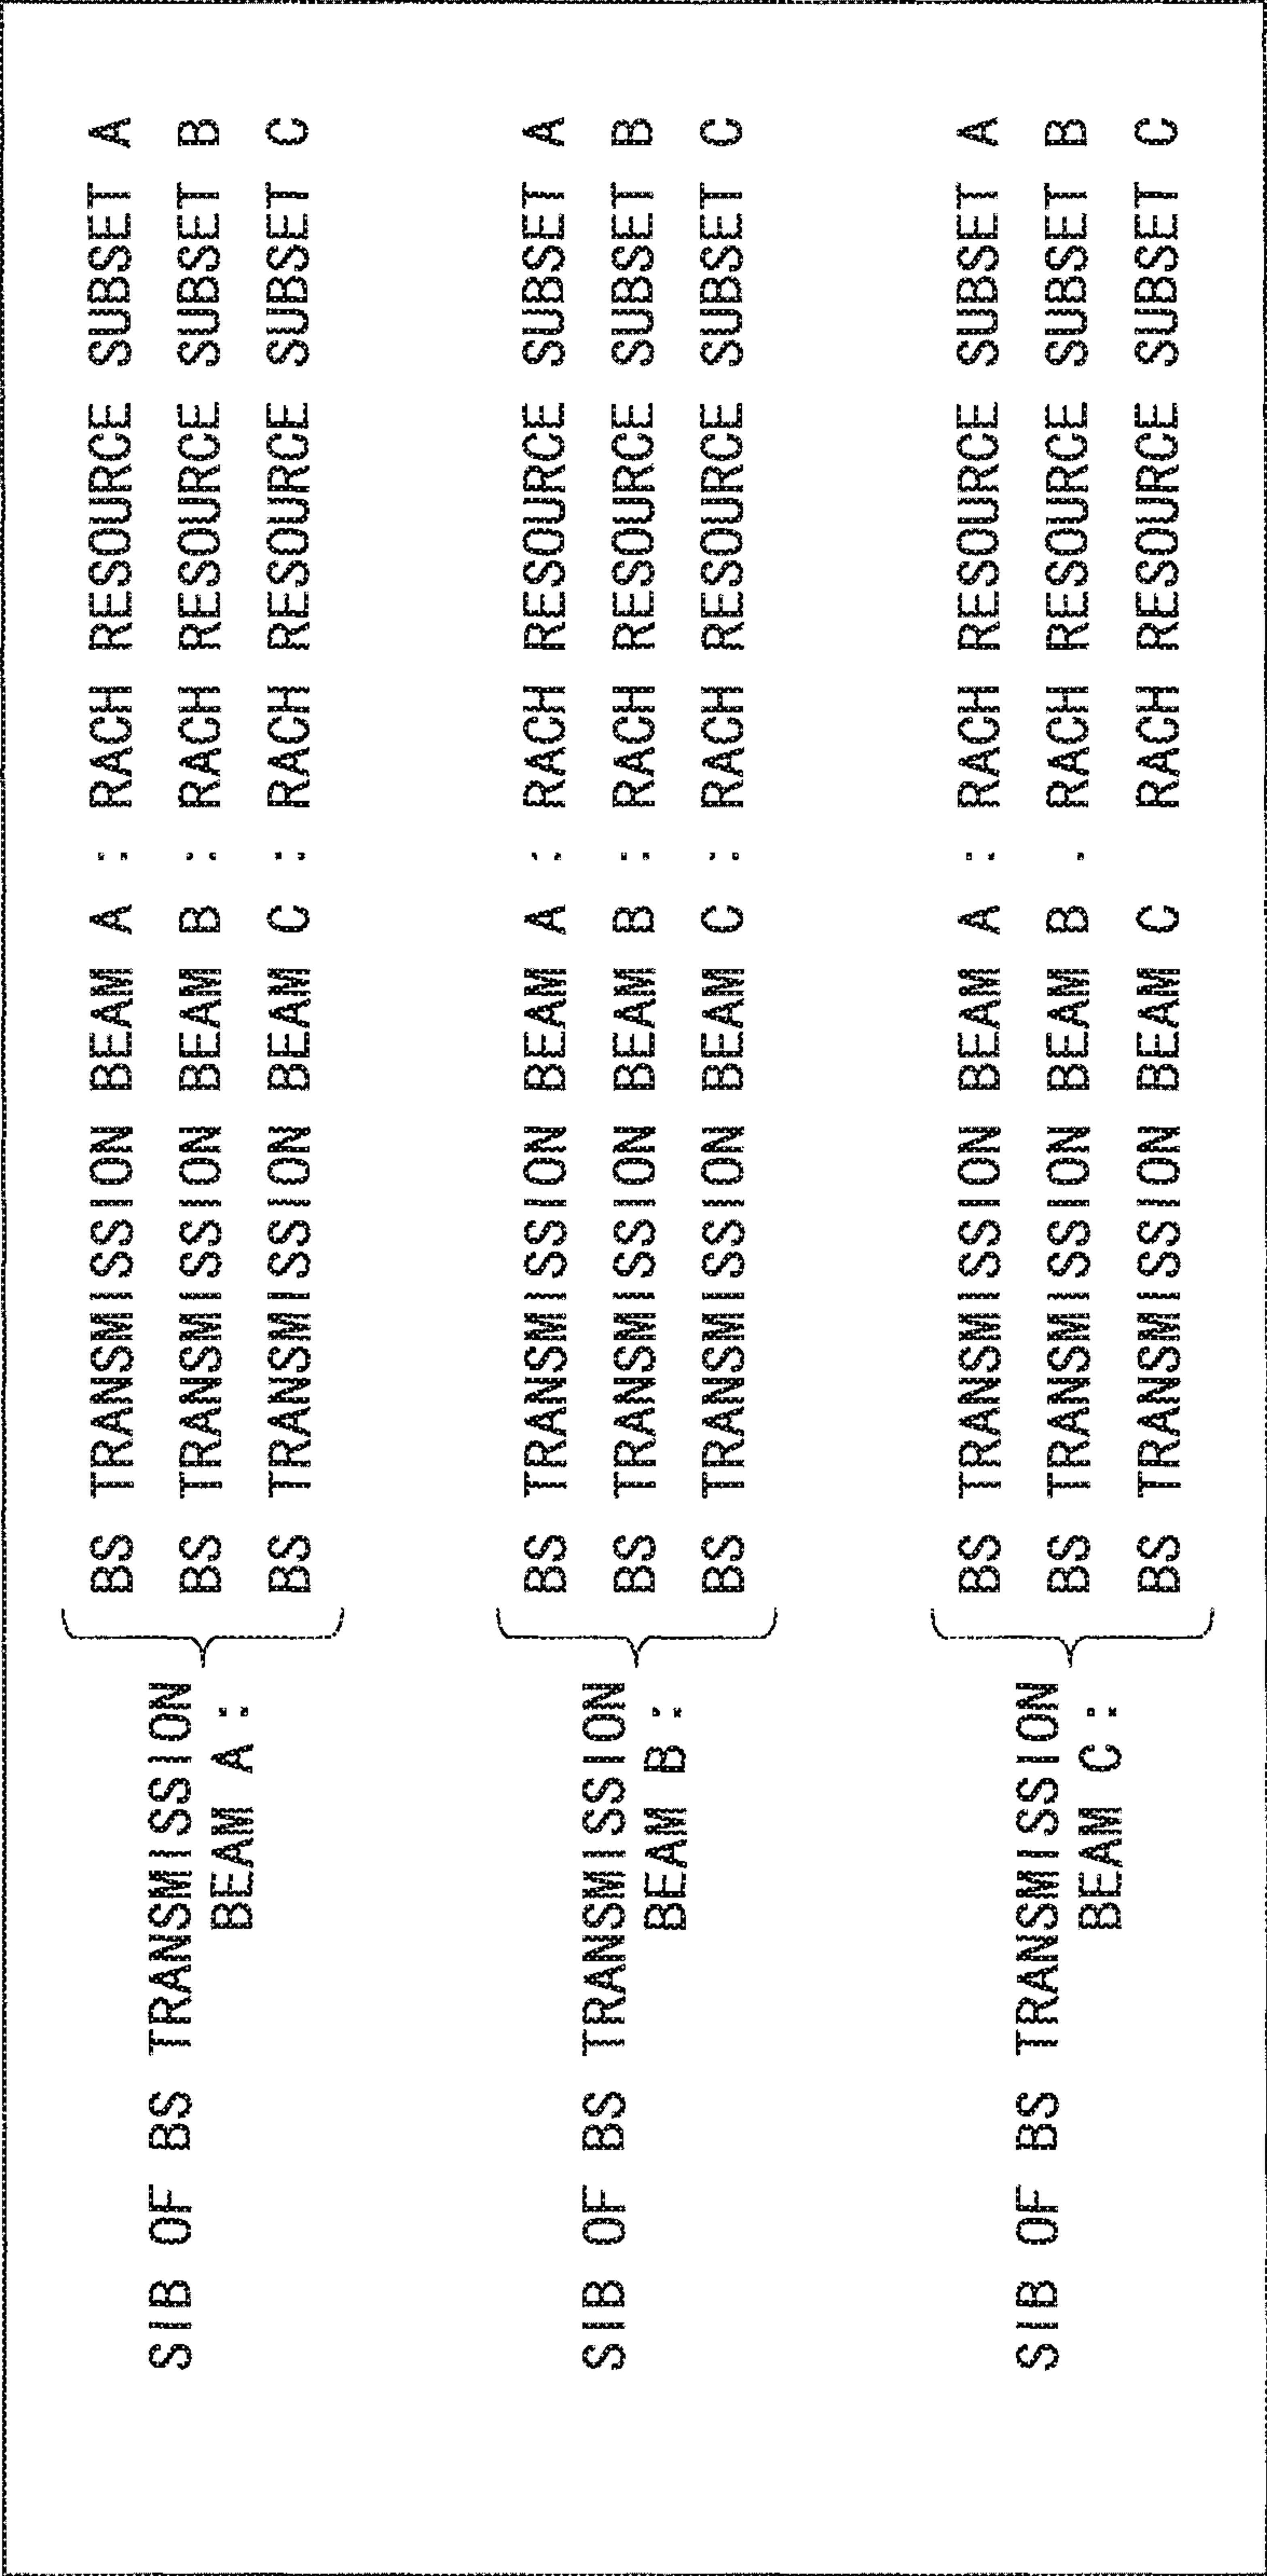 SIB OF BS TRANSMISSION
BEAM A :
BS TRANSMISSION BEAM A : RACH RESOURCE SUBSET A
BS TRANSMISSION BEAM B : RACH RESOURCE SUBSET B
BS TRANSMISSION BEAM C : RACH RESOURCE SUBSET C
SIB OF BS TRANSMISSION
BEAM B :
BS TRANSMISSION BEAM A : RACH RESOURCE SUBSET A
BS TRANSMISSION BEAM B : RACH RESOURCE SUBSET B
BS TRANSMISSION BEAM C : RACH RESOURCE SUBSET C
SIB OF BS TRANSMISSION
BEAM C :
BS TRANSMISSION BEAM A : RACH RESOURCE SUBSET A
BS TRANSMISSION BEAM B . RACH RESOURCE SUBSET B
BS TRANSMISSION BEAM C RACH RESOURCE SUBSET C